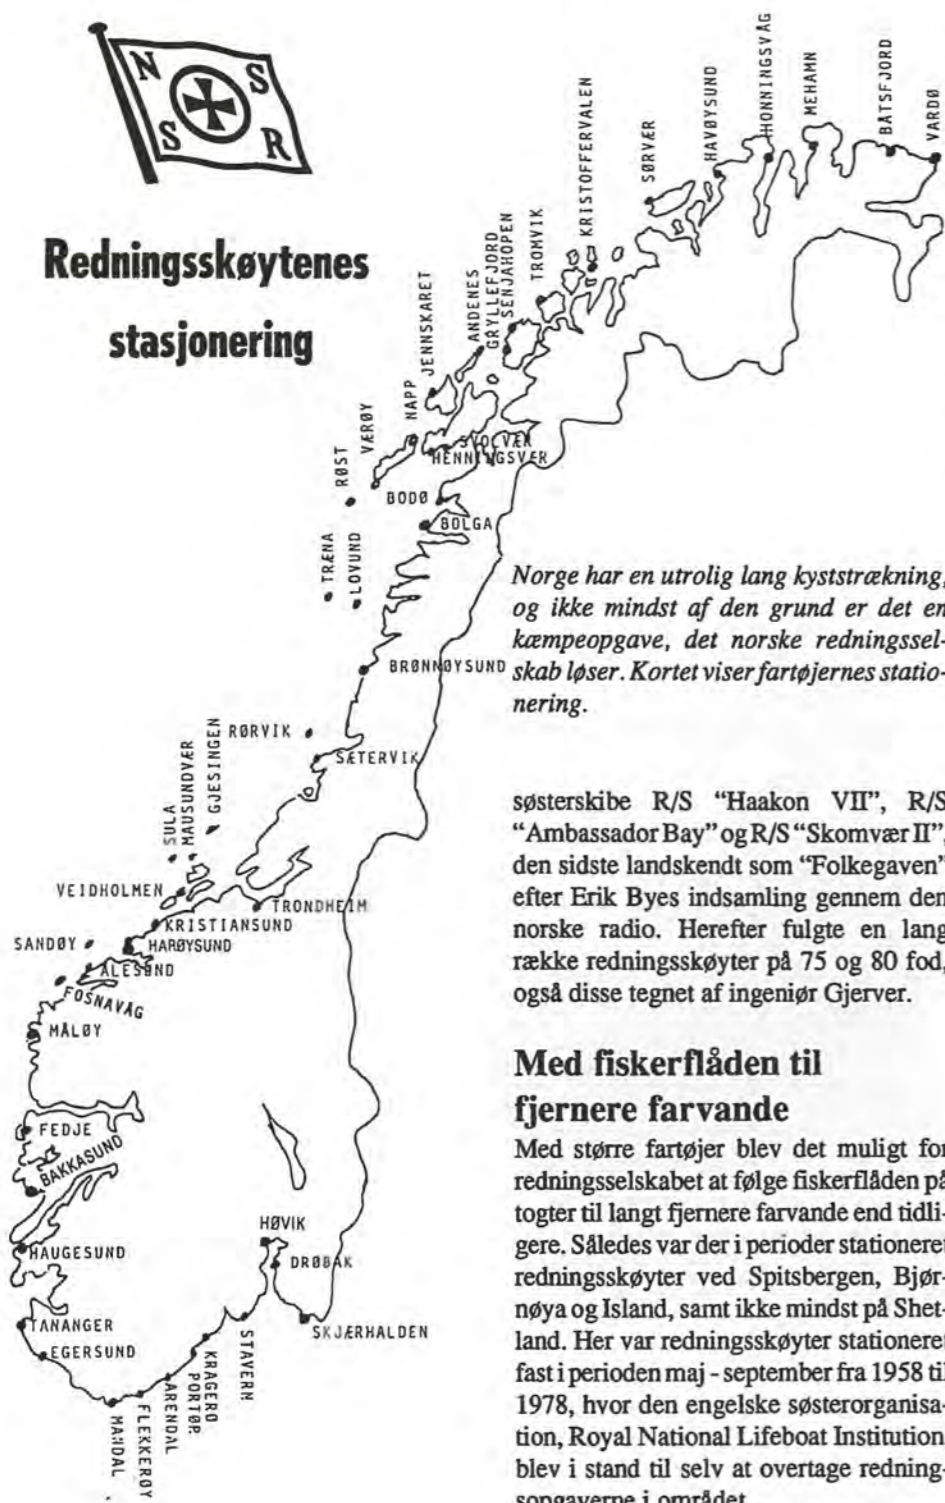 N S
S R
Redningsskøytenes
stasjonering
VARDØ
BÅTSFJORD
MEHAMN
HONNINGSVÅG
HAVØYSUND
SØRVÆR
KRISTOFFERVALEN
TROMVIK
SENJAHOPEN
GRYLLEFJORD
ANDENES
JENNSKARET
NAPP
VÆRØY
RØST
SVOLVÆR
HENNINGSVER
BODØ
BOLGA
TRÆNA
LOVUND
BRØNNØYSUND
RØRVIK
SÆTERVIK
GJESINGEN
MAUSUNDVÆR
SULA
VEIDHOLMEN
TRONDHEIM
KRISTIANSUND
HARØYSUND
SANDØY
ÅLESUND
FOSNAVÅG
MÅLØY
FEDJE
BAKKASUND
HAUGESUND
TANANGER
EGERSUND
MANDAL
FLEKKERØY
ARENDAL
PORTØR
KRAGERØ
STAVERN
HØVIK
DRØBAK
SKJÆRHALDEN
Norge har en utrolig lang kyststrækning,
og ikke mindst af den grund er det en
kæmpeopgave, det norske redningssel-
skab løser. Kortet viser fartøjernes statio-
nering.
søsterskibe R/S “Haakon VII”, R/S
“Ambassador Bay” og R/S “Skomvær II”,
den sidste landskendt som “Folkegaven”
efter Erik Byes indsamling gennem den
norske radio. Herefter fulgte en lang
række redningsskøyter på 75 og 80 fod,
også disse tegnet af ingeniør Gjerver.
Med fiskerflåden til
fjernere farvande
Med større fartøjer blev det muligt for
redningsselskabet at følge fiskerflåden på
togter til langt fjernere farvande end tidli-
gere. Således var der i perioder stationeret
redningsskøyter ved Spitsbergen, Bjør-
nøya og Island, samt ikke mindst på Shet-
land. Her var redningsskøyter stationeret
fast i perioden maj - september fra 1958 til
1978, hvor den engelske søsterorganisa-
tion, Royal National Lifeboat Institution
blev i stand til selv at overtage redning-
sopgaverne i området.